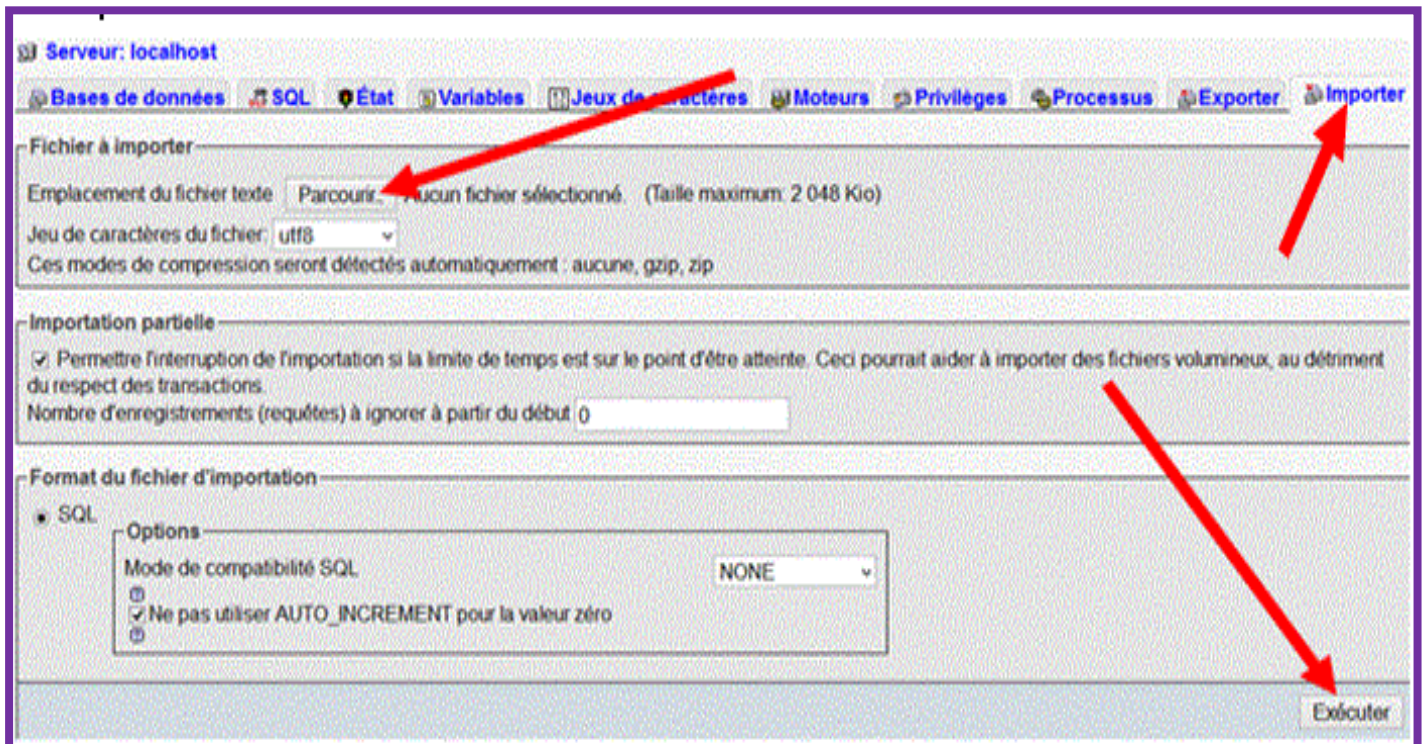 Serveur: localhost
Bases de données SQL État Variables Jeux de caractères Moteurs Privilèges Processus Exporter Importer
Fichier à importer
Emplacement du fichier texte Parcourir.. Aucun fichier sélectionné. (Taille maximum: 2 048 Kio)
Jeu de caractères du fichier: utf8
Ces modes de compression seront détectés automatiquement : aucune, gzip, zip
Importation partielle
Permettre l'interruption de l'importation si la limite de temps est sur le point d'être atteinte. Ceci pourrait aider à importer des fichiers volumineux, au détriment
du respect des transactions.
Nombre d'enregistrements (requêtes) à ignorer à partir du début 0
Format du fichier d'importation
SQL
Options
Mode de compatibilité SQL NONE
Ne pas utiliser AUTO_INCREMENT pour la valeur zéro
Exécuter